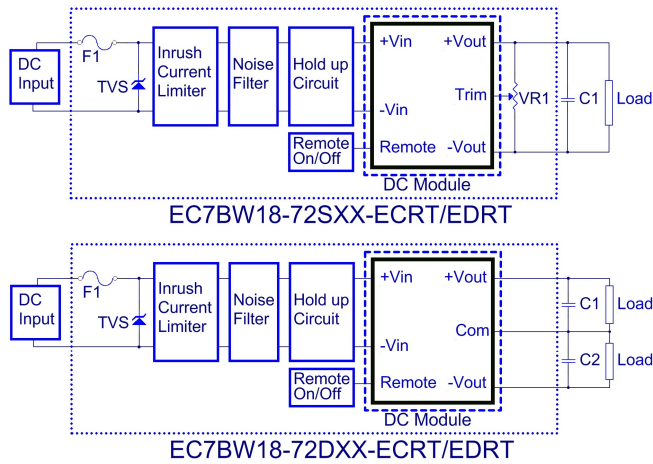 DC
Input
F1
TVS
Inrush
Current
Limiter
Noise
Filter
Hold up
Circuit
Remote
On/Off
+Vin
-Vin
Remote
+Vout
Trim
-Vout
DC Module
VR1
C1
Load
EC7BW18-72SXX-ECRT/EDRT
DC
Input
F1
TVS
Inrush
Current
Limiter
Noise
Filter
Hold up
Circuit
Remote
On/Off
+Vin
-Vin
Remote
+Vout
Com
-Vout
DC Module
C1
Load
C2
Load
EC7BW18-72DXX-ECRT/EDRT